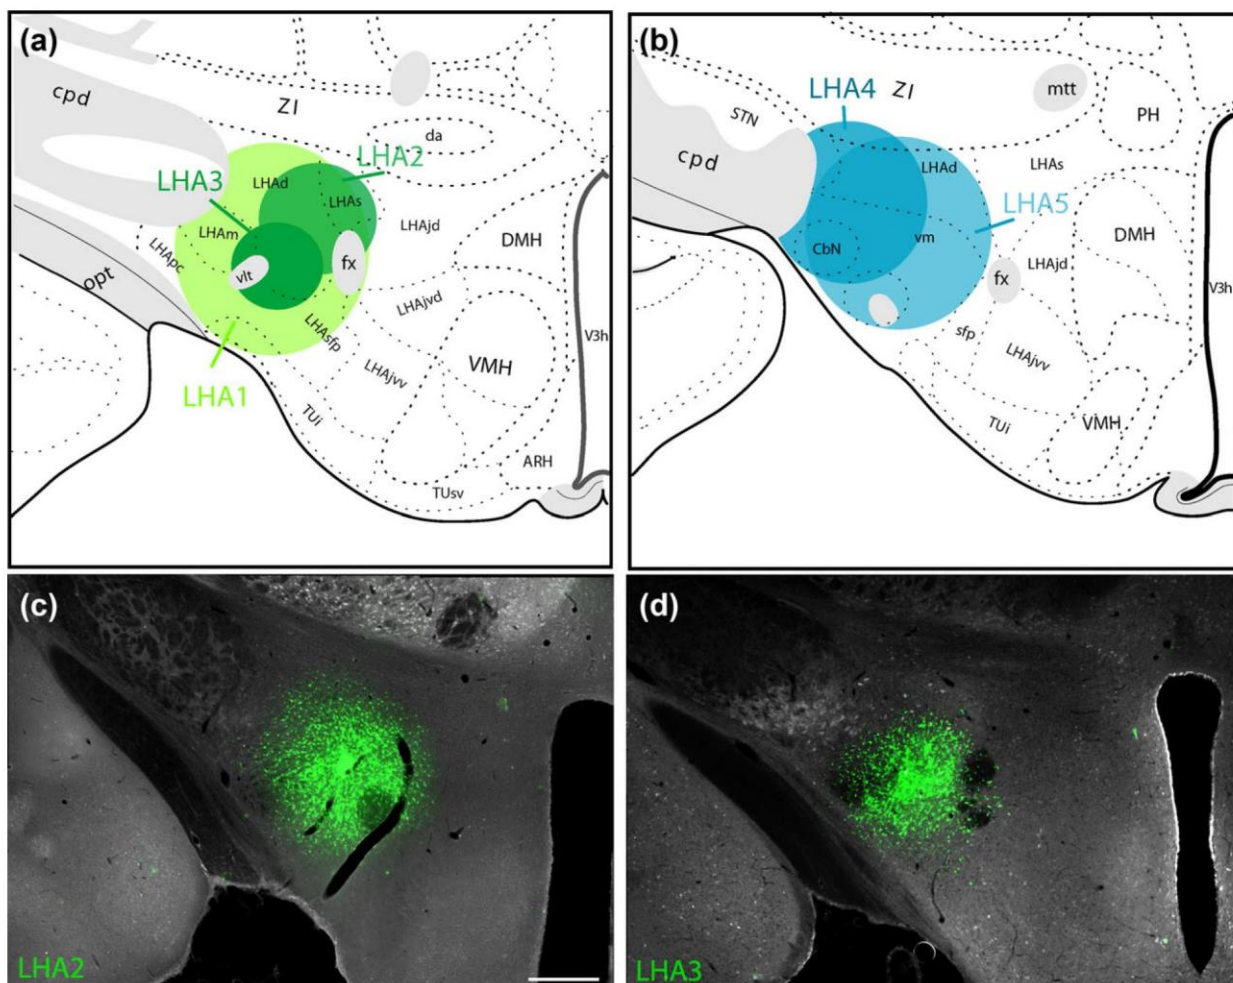 (a)
cpd
ZI
da
LHA2
LHA3
LHAd
LHAs
LHAm
LHAjd
LHApc
DMH
opt
vlt
fx
LHAjvd
LHAsfp
V3h
LHA1
LHAjvv
VMH
TUi
ARH
TUsv
(b)
LHA4
ZI
mtt
STN
PH
cpd
LHAd
LHAs
LHA5
CbN
vm
DMH
LHAjd
fx
V3h
sfp
LHAjvv
TUi
VMH
(c)
LHA2
(d)
LHA3